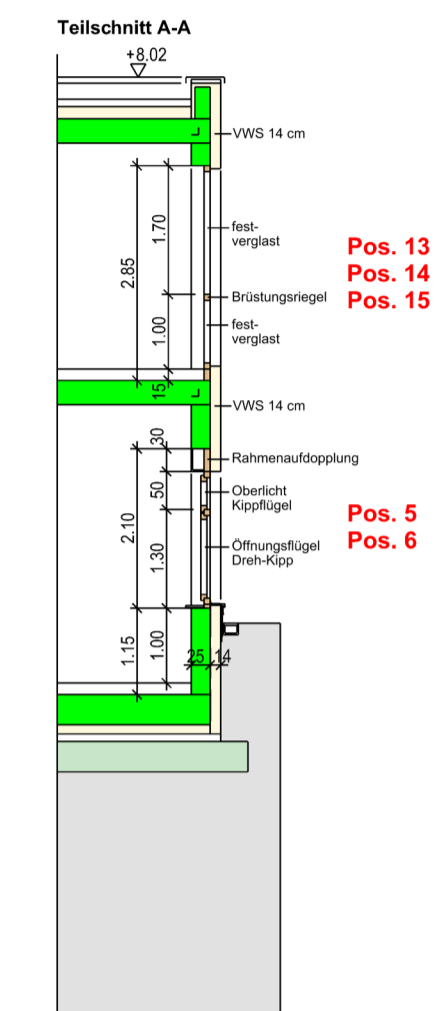 Teilschnitt A-A
+8.02
VWS 14 cm
1.70
2.85
fest-
verglast
Pos. 13
Pos. 14
Pos. 15
Brüstungsriegel
1.00
fest-
verglast
15
VWS 14 cm
30
Rahmenaufdopplung
50
Oberlicht
Kippflügel
Pos. 5
Pos. 6
2.10
1.30
Öffnungsflügel
Dreh-Kipp
1.15
1.00
25
14